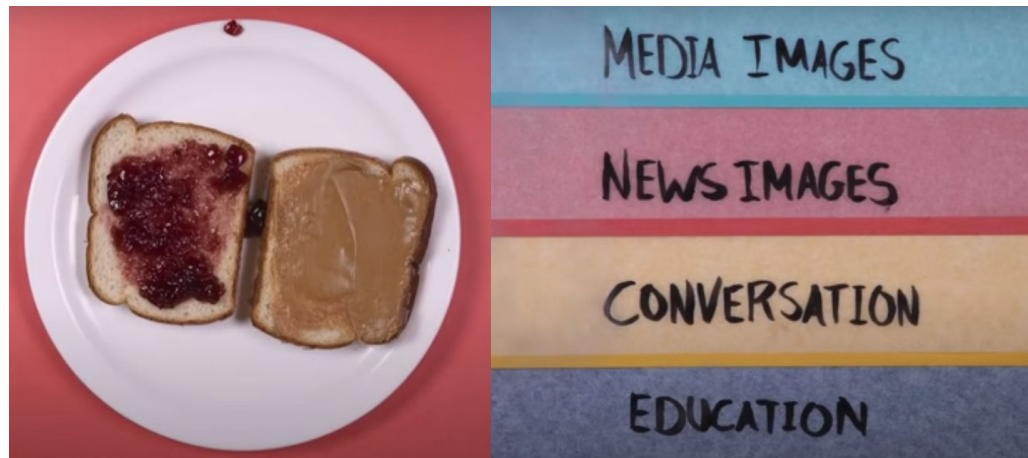 MEDIA IMAGES
NEWS IMAGES
CONVERSATION
EDUCATION